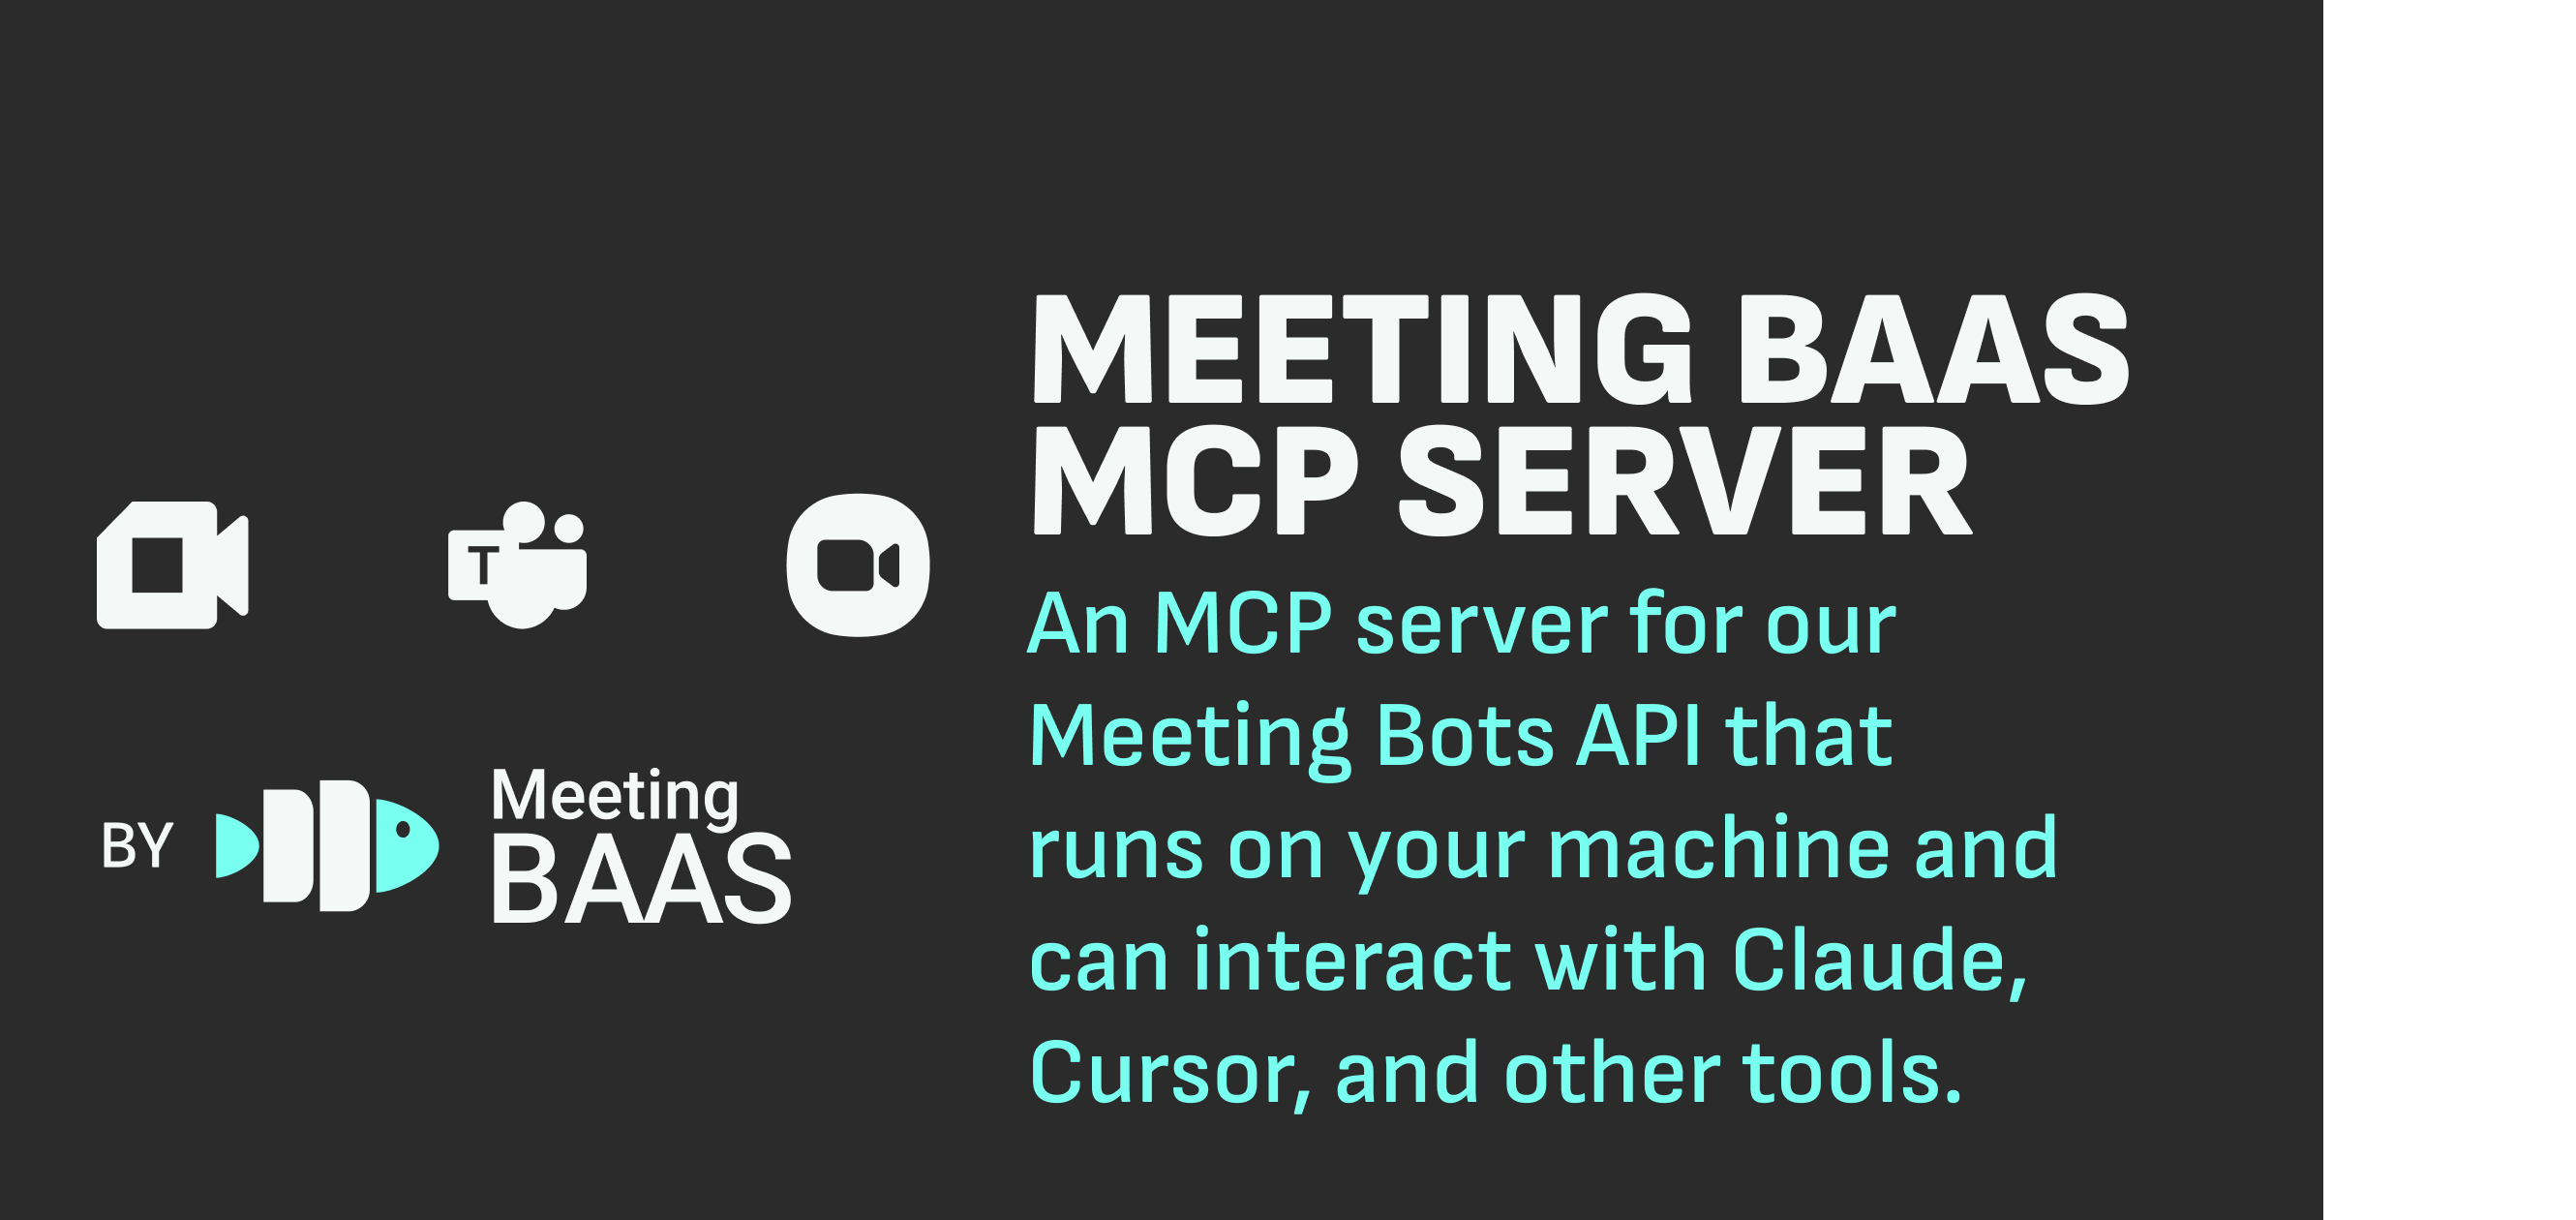 MEETING BAAS
MCP SERVER
An MCP server for our
Meeting Bots API that
runs on your machine and
can interact with Claude,
Cursor, and other tools.
T
BY
Meeting
BAAS